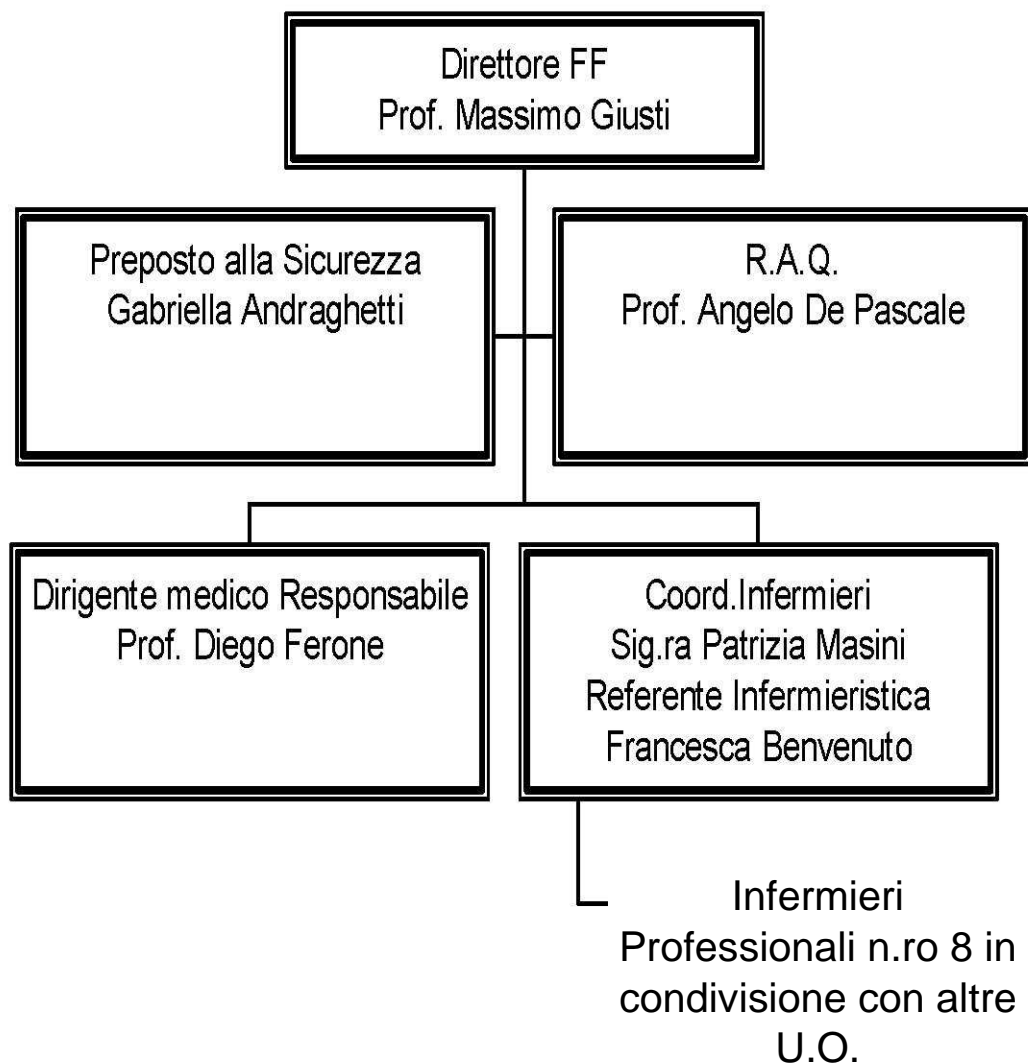 Direttore FF
Prof. Massimo Giusti
Preposto alla Sicurezza
Gabriella Andraghetti
R.A.Q.
Prof. Angelo De Pascale
Dirigente medico Responsabile
Prof. Diego Ferone
Coord.Infermieri
Sig.ra Patrizia Masini
Referente Infermieristica
Francesca Benvenuto
Infermieri
Professionali n.ro 8 in
condivisione con altre
U.O.